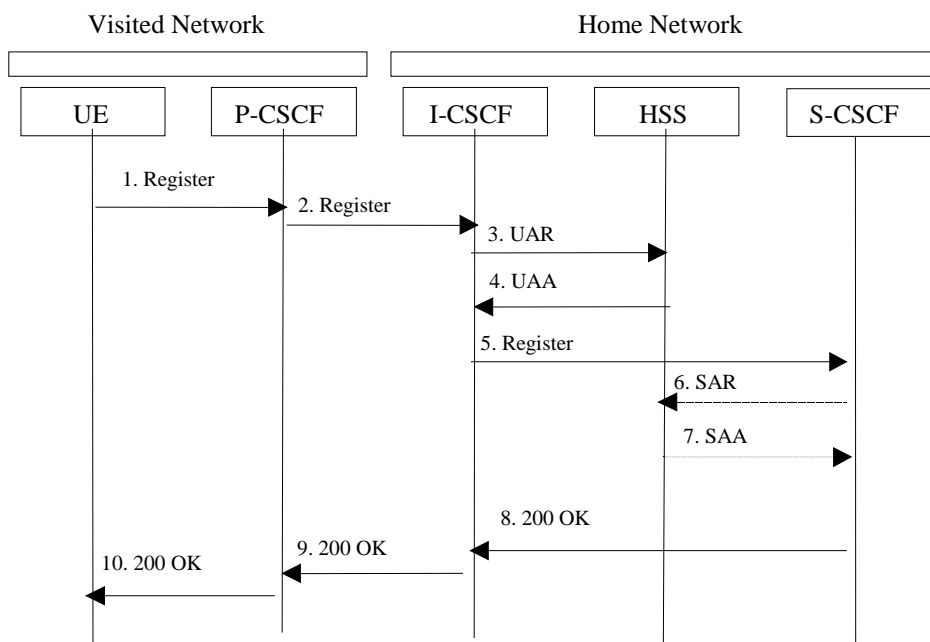 Visited Network
Home Network
UE
P-CSCF
I-CSCF
HSS
S-CSCF
1. Register
2. Register
3. UAR
4. UAA
5. Register
6. SAR
7. SAA
8. 200 OK
9. 200 OK
10. 200 OK